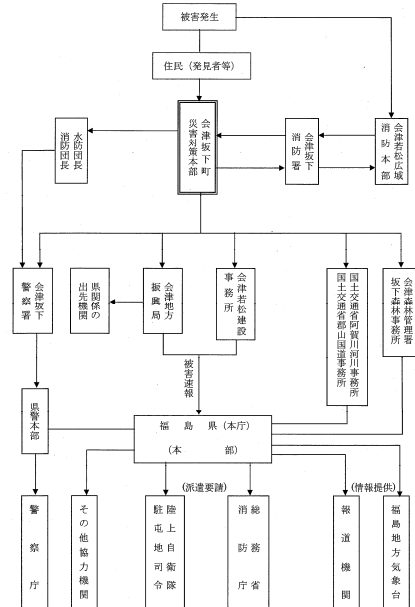 被害発生
住民（発見者等）
水防団長
消防団長
会津坂下町
災害対策本部
会津坂下
消防署
会津若松広域
消防本部
会津坂下
警察署
県関係の
出先機関
会津地方
振興局
会津若松建設
事務所
国土交通省阿賀川河川事務所
国土交通省郡山国道事務所
会津森林管理署
坂下森林事務所
被害速報
県警本部
福島県（本庁）
（本部）
(派遣要請)
(情報提供)
警察庁
その他協力機関
陸上自衛隊
駐屯地司令
総務省
消防庁
報道機関
福島地方気象台